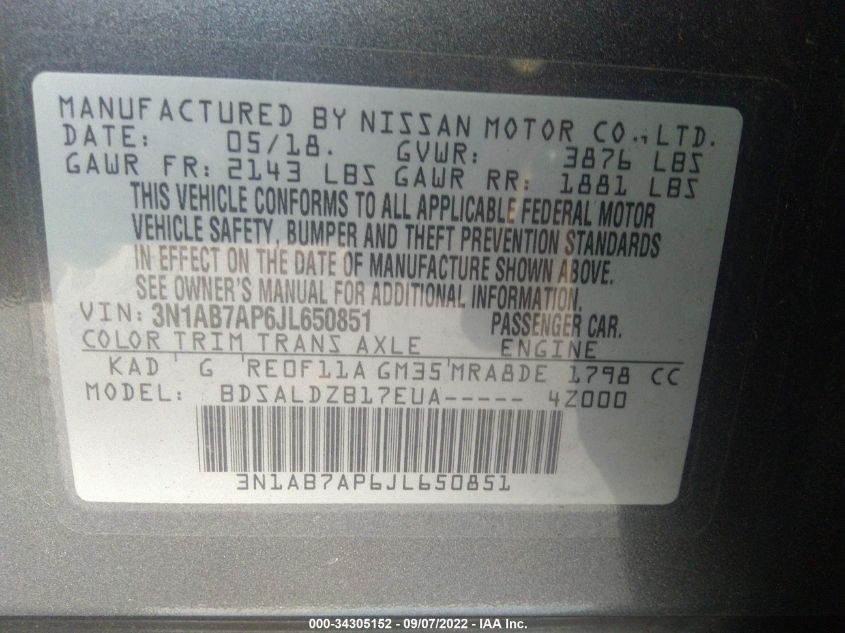 MANUFACTURED BY NISSAN MOTOR CO., LTD.
DATE: 05/18. GVWR: 3876 LBS
GAWR FR: 2143 LBS GAWR RR: 1881 LBS
THIS VEHICLE CONFORMS TO ALL APPLICABLE FEDERAL MOTOR
VEHICLE SAFETY, BUMPER AND THEFT PREVENTION STANDARDS
IN EFFECT ON THE DATE OF MANUFACTURE SHOWN ABOVE.
SEE OWNER'S MANUAL FOR ADDITIONAL INFORMATION.
VIN: 3N1AB7AP6JL650851 PASSENGER CAR.
COLOR TRIM TRANS AXLE ENGINE
KAD G RE0F11A GM35 MRA8DE 1798 CC
MODEL: BDSALDZB17EUA----- 4Z000
3N1AB7AP6JL650851
000-34305152 - 09/07/2022 - IAA Inc.